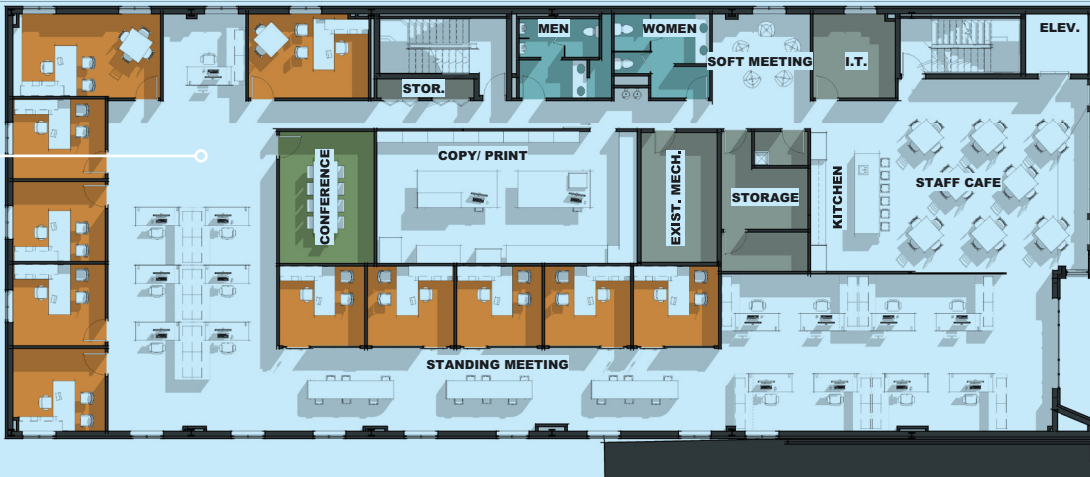 MEN
WOMEN
ELEV.
SOFT MEETING
I.T.
STOR.
COPY/ PRINT
CONFERENCE
EXIST. MECH.
STORAGE
KITCHEN
STAFF CAFE
STANDING MEETING